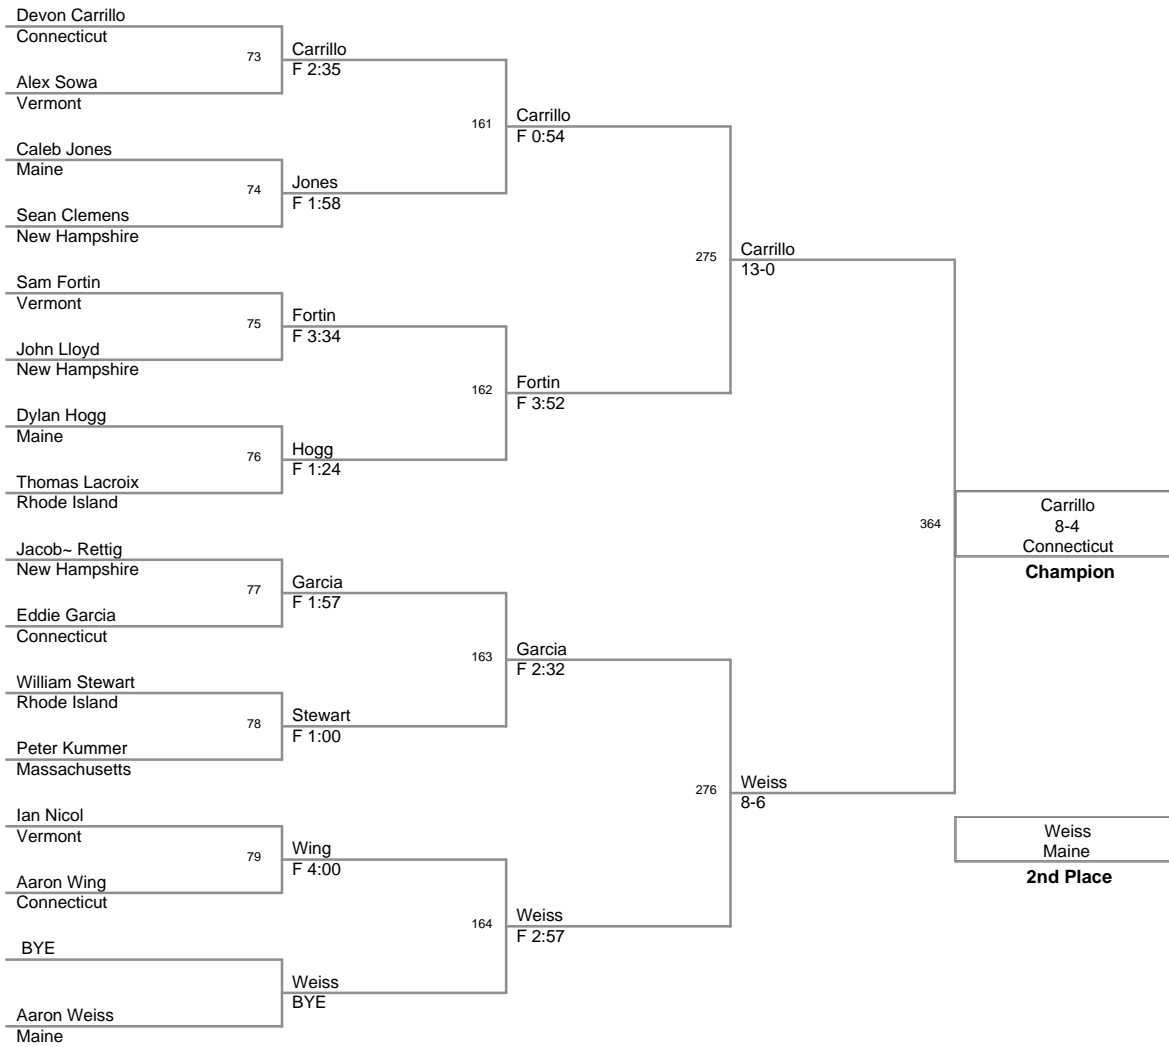 Devon Carrillo
Connecticut
73
Alex Sowa
Vermont
Caleb Jones
Maine
74
Sean Clemens
New Hampshire
Sam Fortin
Vermont
75
John Lloyd
New Hampshire
Dylan Hogg
Maine
76
Thomas Lacroix
Rhode Island
Jacob~ Rettig
New Hampshire
77
Eddie Garcia
Connecticut
William Stewart
Rhode Island
78
Peter Kummer
Massachusetts
Ian Nicol
Vermont
79
Aaron Wing
Connecticut
BYE
Aaron Weiss
Maine
Carrillo
F 2:35
161
Jones
F 1:58
Fortin
F 3:34
162
Hogg
F 1:24
Garcia
F 1:57
163
Stewart
F 1:00
Wing
F 4:00
164
Weiss
BYE
Carrillo
F 0:54
275
Fortin
F 3:52
Garcia
F 2:32
276
Weiss
F 2:57
Carrillo
13-0
364
Weiss
8-6
Carrillo
8-4
Connecticut
Champion
Weiss
Maine
2nd Place